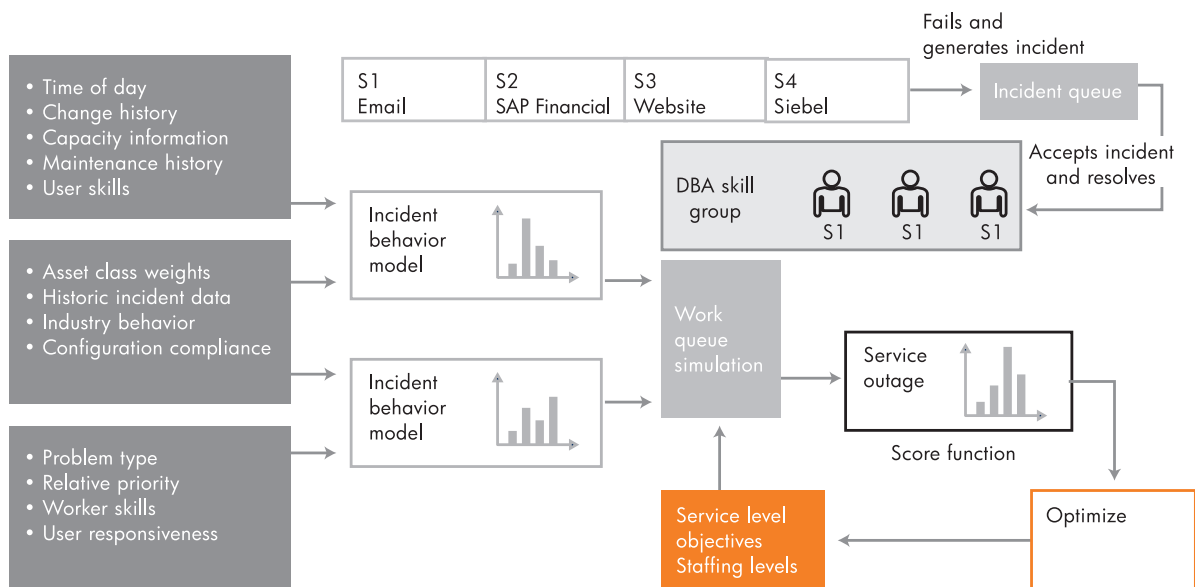 • Time of day
• Change history
• Capacity information
• Maintenance history
• User skills
• Asset class weights
• Historic incident data
• Industry behavior
• Configuration compliance
• Problem type
• Relative priority
• Worker skills
• User responsiveness
S1
Email
S2
SAP Financial
S3
Website
S4
Siebel
Fails and
generates incident
Incident queue
Accepts incident
and resolves
DBA skill
group
S1
S1
S1
Incident
behavior
model
Incident
behavior
model
Work
queue
simulation
Service
outage
Score function
Service level
objectives
Staffing levels
Optimize